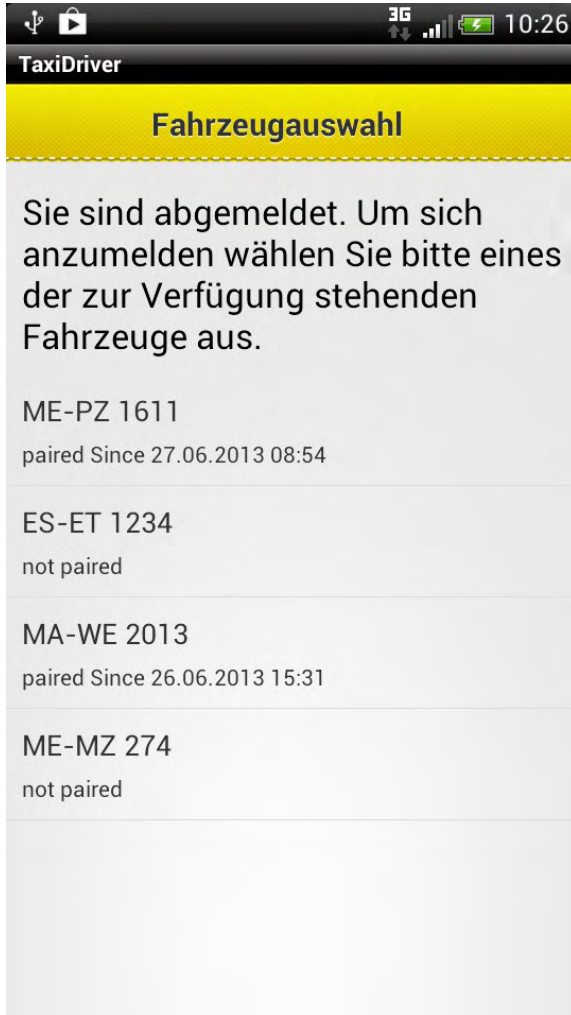 3G 10:26
TaxiDriver
Fahrzeugauswahl
Sie sind abgemeldet. Um sich
anzumelden wählen Sie bitte eines
der zur Verfügung stehenden
Fahrzeuge aus.
ME-PZ 1611
paired Since 27.06.2013 08:54
ES-ET 1234
not paired
MA-WE 2013
paired Since 26.06.2013 15:31
ME-MZ 274
not paired